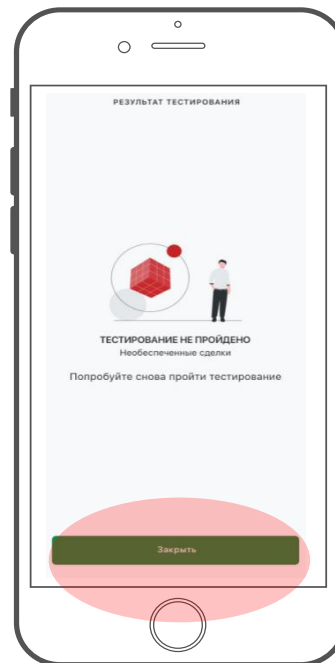 РЕЗУЛЬТАТ ТЕСТИРОВАНИЯ
ТЕСТИРОВАНИЕ НЕ ПРОЙДЕНО
Необеспеченные сделки
Попробуйте снова пройти тестирование
Закрыть